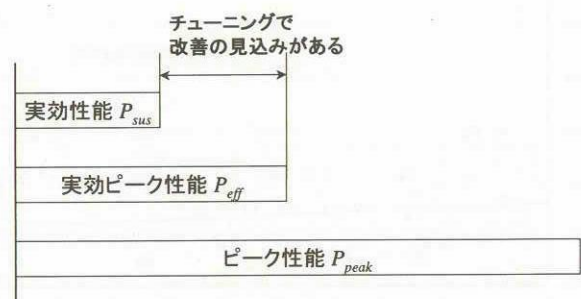 チューニングで
改善の見込みがある
実効性能 P_sus
実効ピーク性能 P_eff
ピーク性能 P_peak